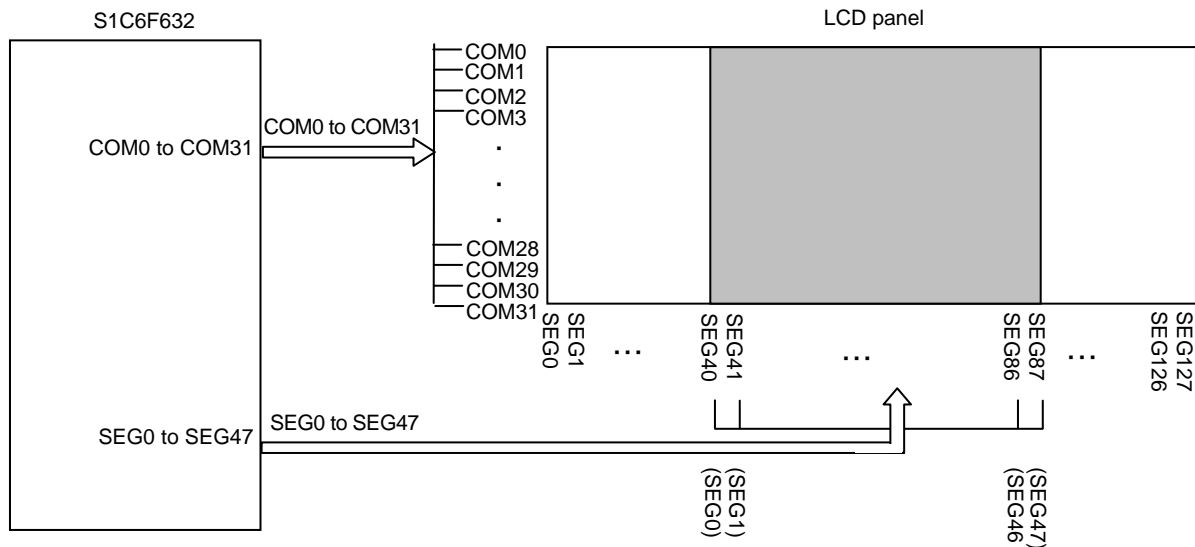 S1C6F632
LCD panel
COM0
COM1
COM2
COM3
COM0 to COM31
COM0 to COM31
.
.
.
COM28
COM29
COM30
COM31
SEG0
SEG1
...
SEG40
SEG41
...
SEG86
SEG87
...
SEG126
SEG127
SEG0 to SEG47
SEG0 to SEG47
(SEG0)
(SEG1)
(SEG46
(SEG47)